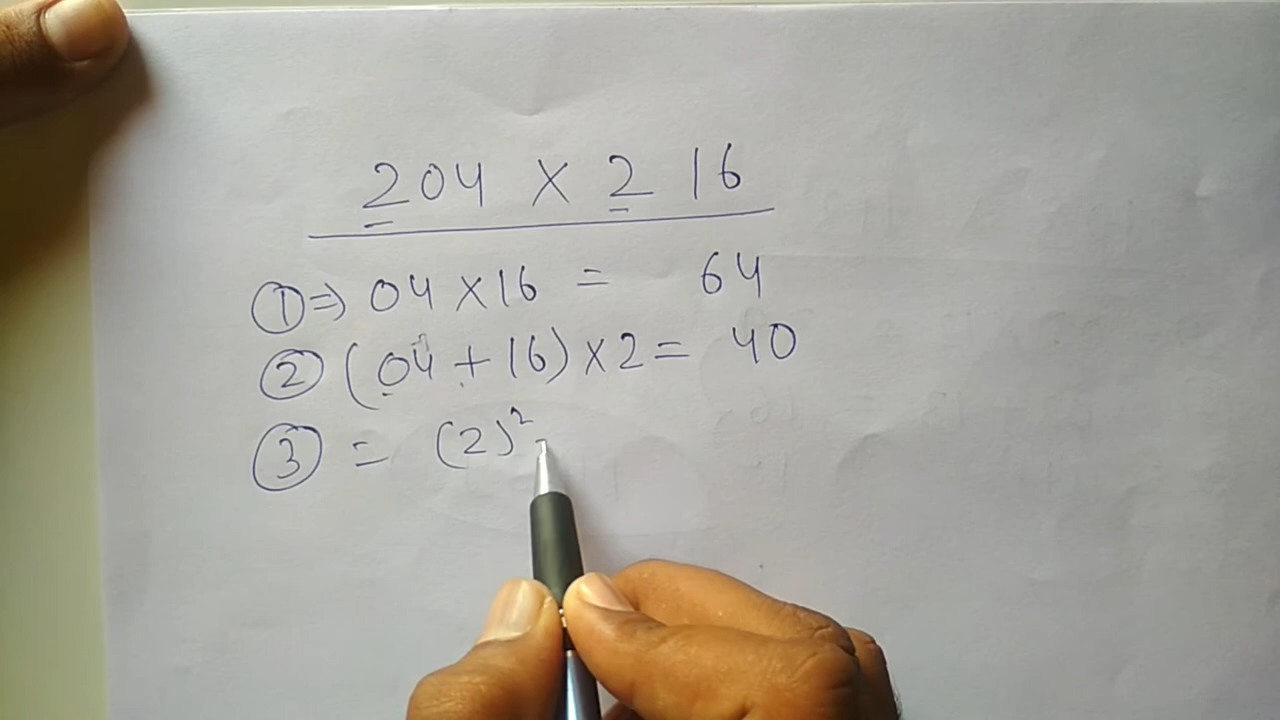 204 X 216
① ⇒ 04 X 16 = 64
② (04 + 16) X 2 = 40
③ = (2)² -